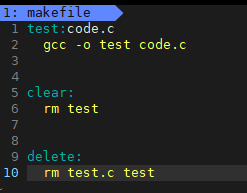 1: makefile
1 test:code.c
2   gcc -o test code.c
3
4
5 clear:
6   rm test
7
8
9 delete:
10   rm test.c test